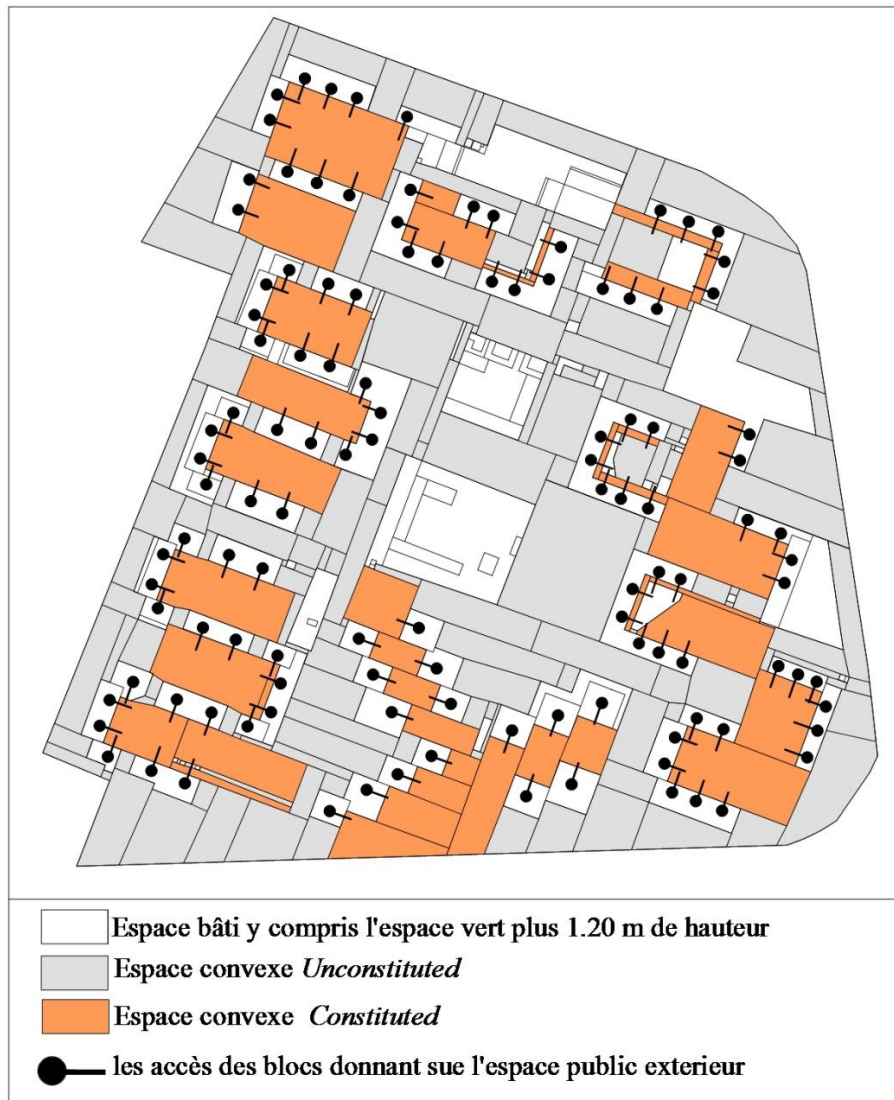 Espace bâti y compris l'espace vert plus 1.20 m de hauteur
Espace convexe Unconstituted
Espace convexe Constituted
les accès des blocs donnant sue l'espace public exterieur